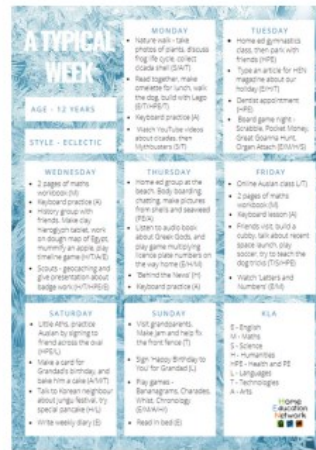 A TYPICAL
WEEK
AGE - 12 YEARS
STYLE - ECLECTIC
MONDAY
• Nature walk - take
photos of plants, discuss
frog life cycle, collect
cicada shell (S/A/T)
• Read together, make
omelette for lunch, walk
the dog, build with Lego
(E/T/HPE/T)
• Keyboard practice (A)
• Watch YouTube videos
about cicadas, then
Mythbusters (S/T)
TUESDAY
• Home ed gymnastics
class, then park with
friends (HPE)
• Type an article for HEN
magazine about our
holiday (E/H/T)
• Dentist appointment
(HPE)
• Board game night -
Scrabble, Pocket Money,
Great Goanna Hunt,
Organ Attach (E/M/H/S)
WEDNESDAY
• 2 pages of maths
workbook (M)
• Keyboard practice (A)
• History group with
friends. Make clay
hieroglyph tablet, work
on dough map of Egypt,
mummify an apple, play
timeline game (H/T/A/E)
• Scouts - geocaching and
give presentation about
badge work (H/T/HPE/E)
THURSDAY
• Home ed group at the
beach. Body boarding,
chatting, make pictures
from shells and seaweed
(PE/A)
• Listen to audio book
about Greek Gods, and
play game multiplying
licence plate numbers on
the way home (E/H/M)
• 'Behind the News' (H)
• Keyboard practice (A)
FRIDAY
• Online Auslan class (L/T)
• 2 pages of maths
workbook (M)
• Keyboard lesson (A)
• Friends visit, build a
cubby, talk about recent
space launch, play
soccer, try to teach the
dog tricks (T/S/HPE)
• Watch 'Letters and
Numbers' (E/M)
SATURDAY
• Little Aths, practice
Auslan by signing to
friend across the oval
(HPE/L)
• Make a card for
Grandad's birthday, and
bake him a cake (A/M/T)
• Talk to Korean neighbour
about Jungu festival, try
special pancake (H/L)
• Write weekly diary (E)
SUNDAY
• Visit grandparents.
Make jam and help fix
the front fence (T)
• Sign 'Happy Birthday to
You' for Grandad (L)
• Play games -
Bananagrams, Charades,
Whist, Chronology
(E/M/A/H)
• Read in bed (E)
KLA
E - English
M - Maths
S - Science
H - Humanities
HPE - Health and PE
L - Languages
T - Technologies
A - Arts
Home
Education
Network